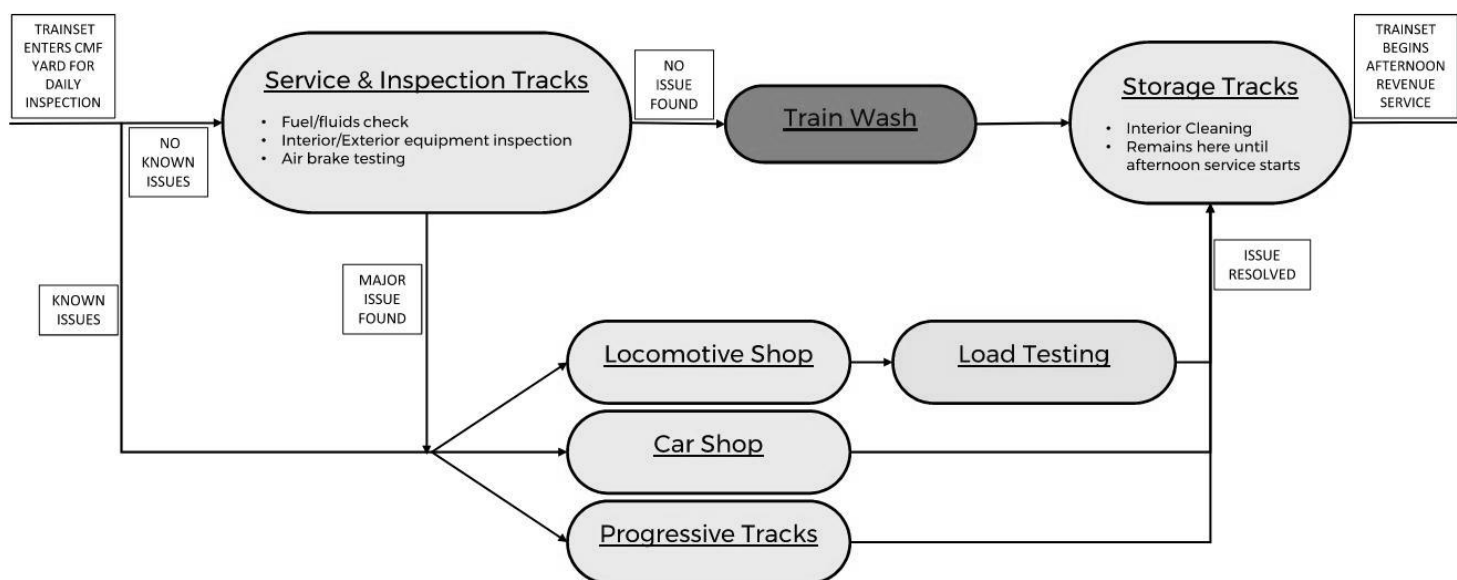 TRAINSET
ENTERS CMF
YARD FOR
DAILY
INSPECTION
NO
KNOWN
ISSUES
KNOWN
ISSUES
Service & Inspection Tracks
• Fuel/fluids check
• Interior/Exterior equipment inspection
• Air brake testing
NO
ISSUE
FOUND
MAJOR
ISSUE
FOUND
Train Wash
Storage Tracks
• Interior Cleaning
• Remains here until
afternoon service starts
TRAINSET
BEGINS
AFTERNOON
REVENUE
SERVICE
ISSUE
RESOLVED
Locomotive Shop
Load Testing
Car Shop
Progressive Tracks